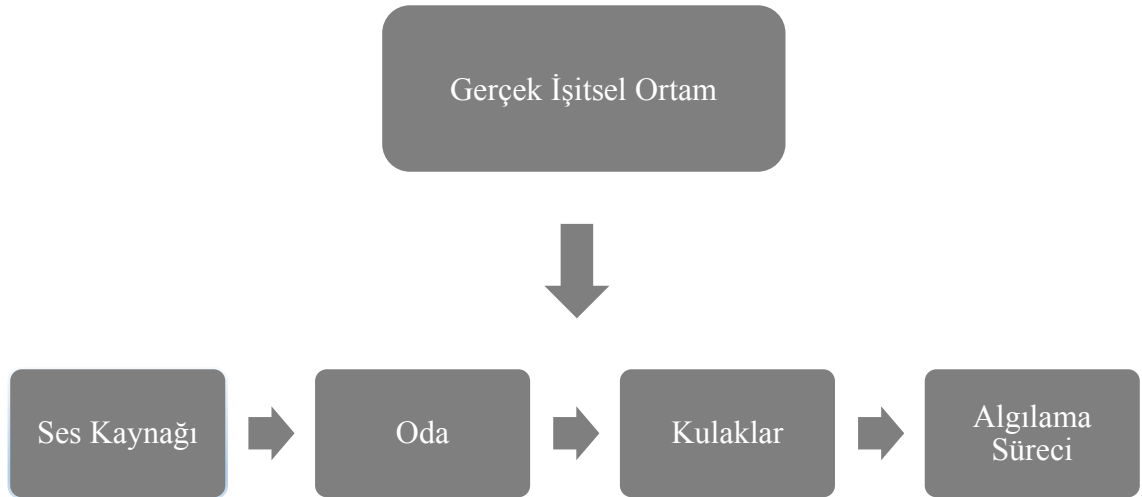 Gerçek İşitsel Ortam
Ses Kaynağı
Oda
Kulaklar
Algılama
Süreci